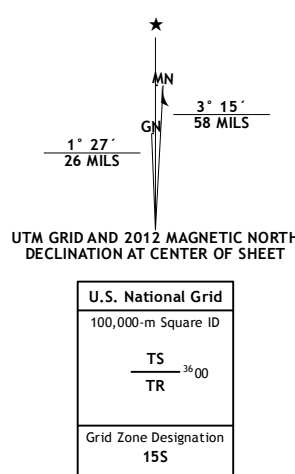 MN
GN
3° 15´
58 MILS
1° 27´
26 MILS
UTM GRID AND 2012 MAGNETIC NORTH
DECLINATION AT CENTER OF SHEET
U.S. National Grid
100,000-m Square ID
TS
3600
TR
Grid Zone Designation
15S